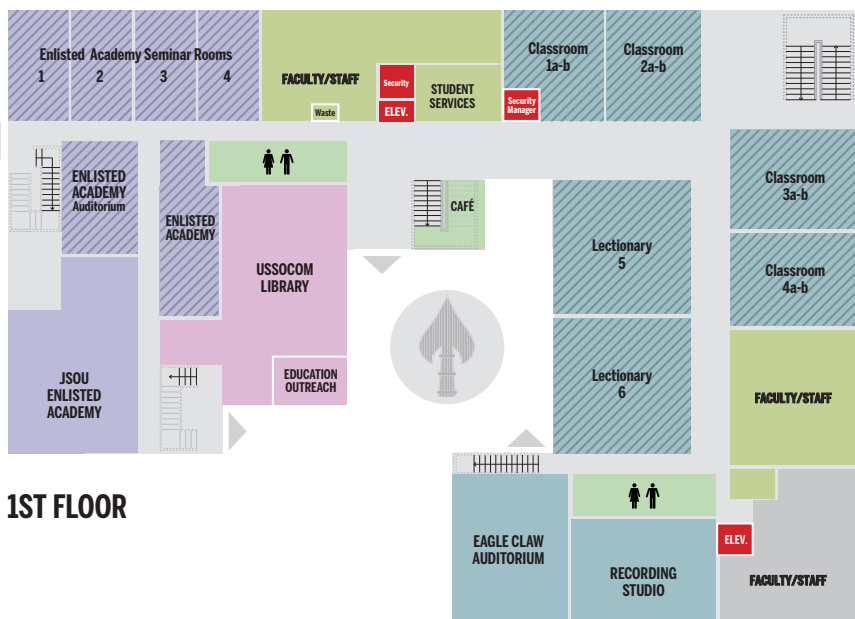 Enlisted Academy Seminar Rooms
1
2
3
4
FACULTY/STAFF
Waste
Security
ELEV.
STUDENT
SERVICES
Security
Manager
Classroom
1a-b
Classroom
2a-b
ENLISTED
ACADEMY
Auditorium
ENLISTED
ACADEMY
USSOCOM
LIBRARY
CAFÉ
Lectionary
5
Classroom
3a-b
Classroom
4a-b
JSOU
ENLISTED
ACADEMY
EDUCATION
OUTREACH
Lectionary
6
FACULTY/STAFF
1ST FLOOR
EAGLE CLAW
AUDITORIUM
RECORDING
STUDIO
ELEV.
FACULTY/STAFF